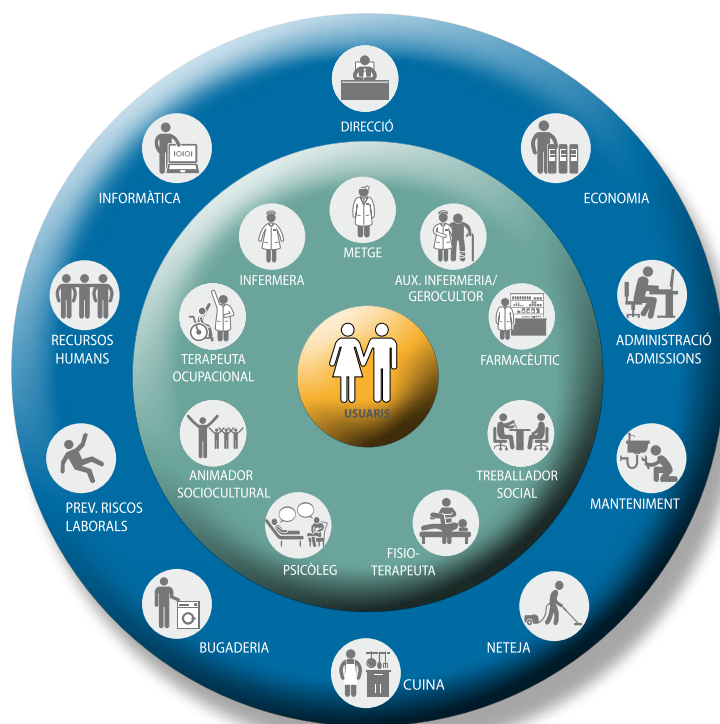 DIRECCIÓ
INFORMÀTICA
ECONOMIA
METGE
INFERMERA
AUX. INFERMERIA/
GEROCULTOR
RECURSOS
HUMANS
TERAPEUTA
OCUPACIONAL
FARMACÈUTIC
ADMINISTRACIÓ
ADMISSIONS
USUARIS
ANIMADOR
SOCIOCULTURAL
TREBALLADOR
SOCIAL
PREV. RISCOS
LABORALS
MANTENIMENT
PSICÒLEG
FISIO-
TERAPEUTA
BUGADERIA
NETEJA
CUINA
IOIOI